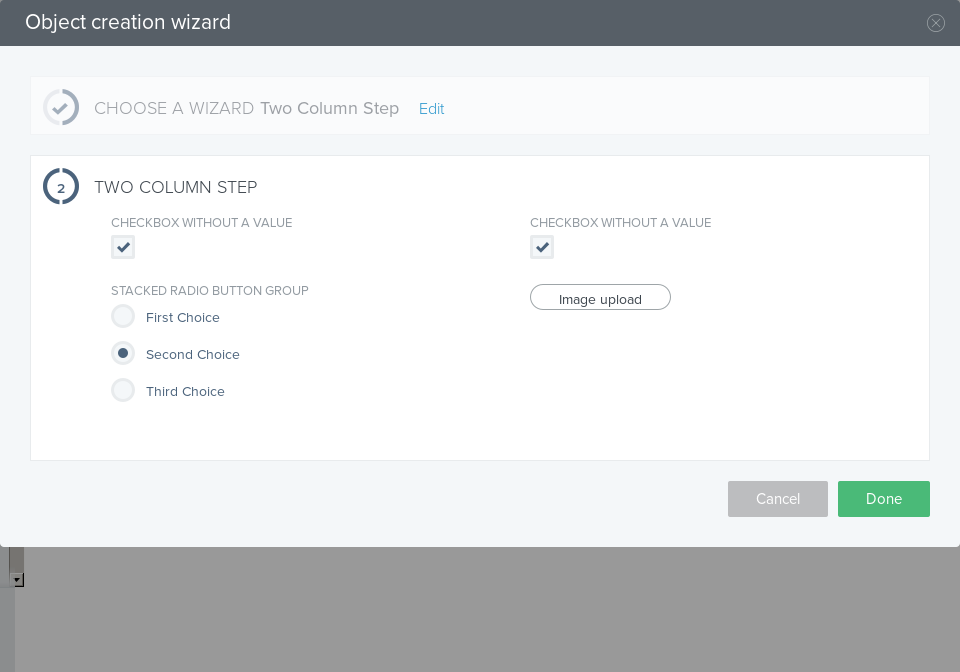 Object creation wizard
CHOOSE A WIZARD Two Column Step Edit
2 TWO COLUMN STEP
CHECKBOX WITHOUT A VALUE
CHECKBOX WITHOUT A VALUE
STACKED RADIO BUTTON GROUP
Image upload
First Choice
Second Choice
Third Choice
Cancel Done